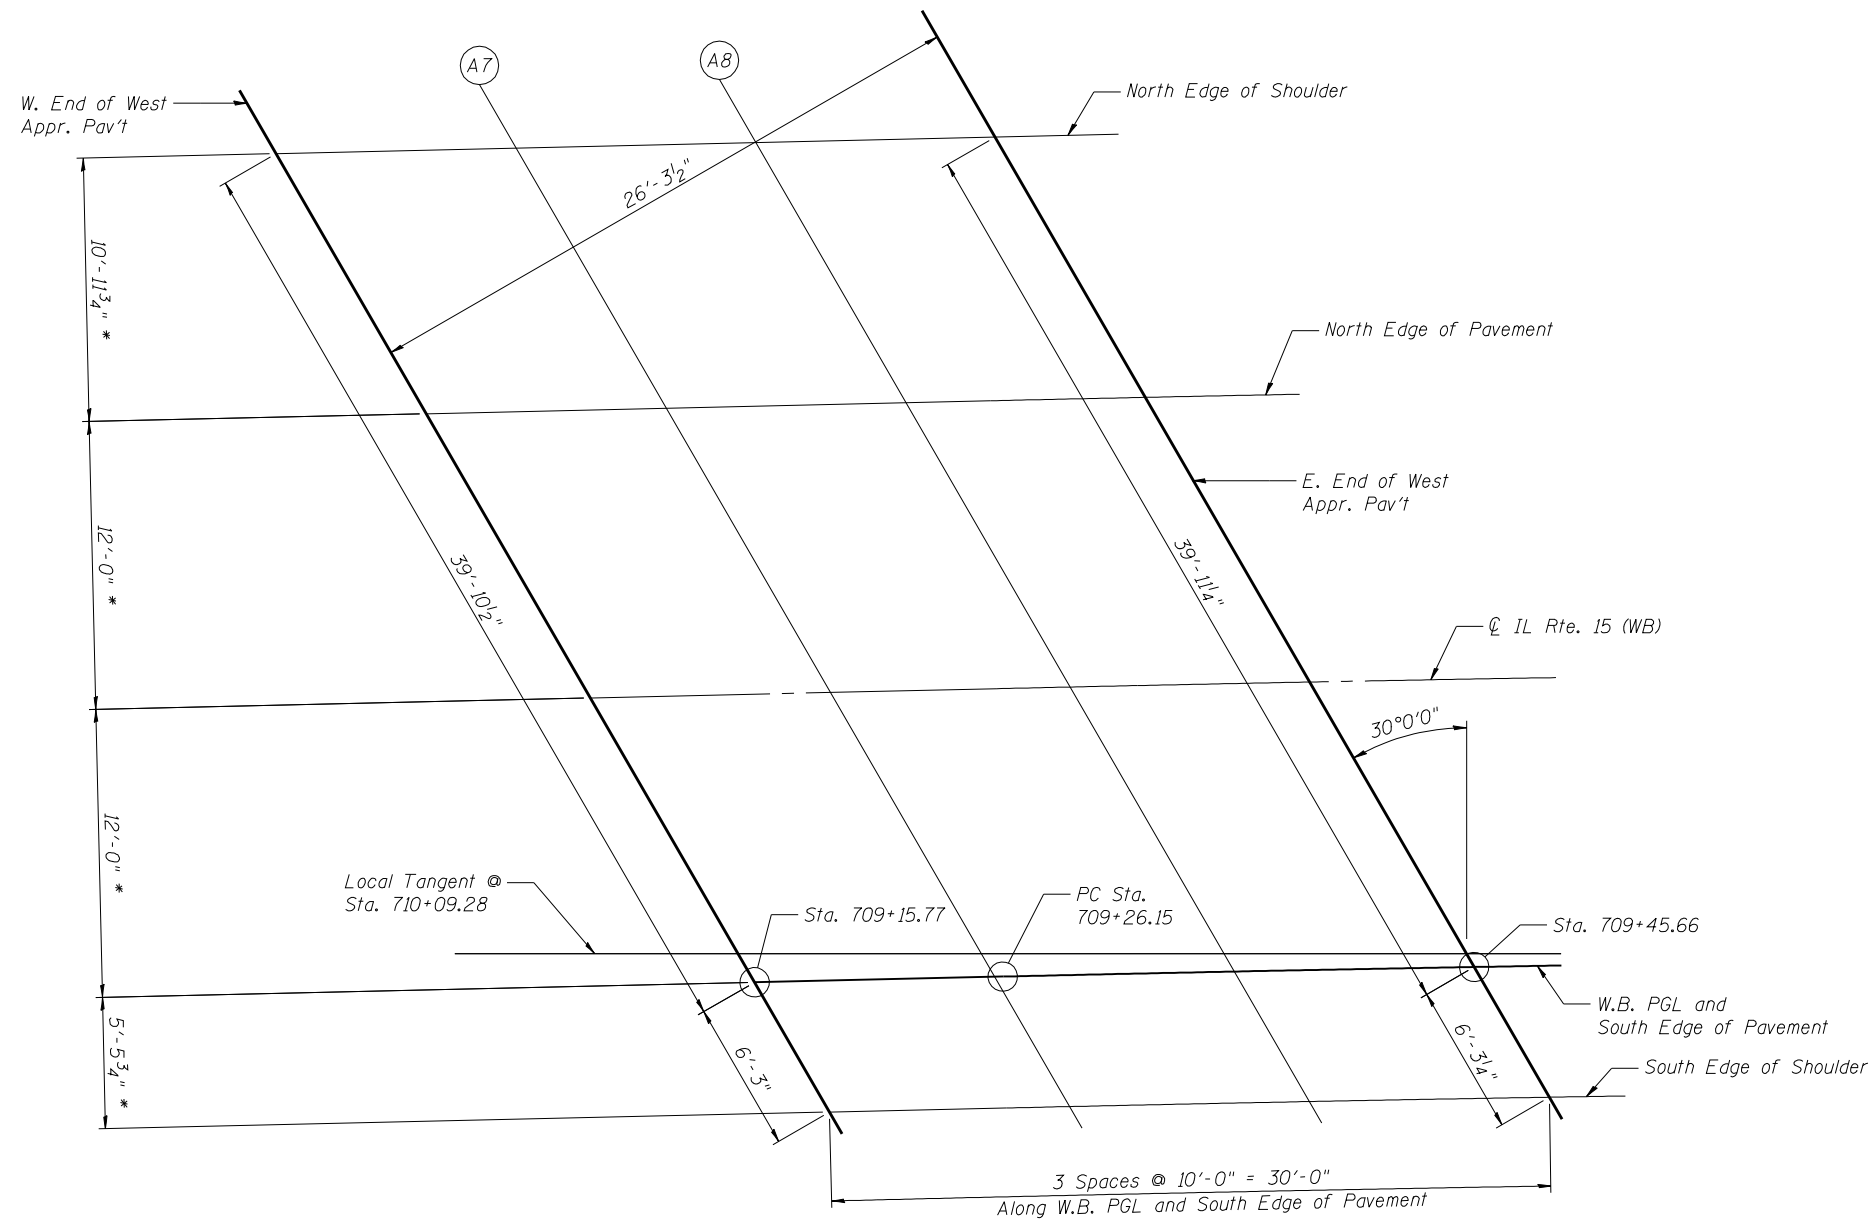 A7
A8
W. End of West
Appr. Pav't
North Edge of Shoulder
26'-3½"
10'-11¾" *
North Edge of Pavement
E. End of West
Appr. Pav't
39'-10½"
39'-11¼"
12'-0" *
℄ IL Rte. 15 (WB)
30°0'0"
12'-0" *
Local Tangent @
Sta. 710+09.28
Sta. 709+15.77
PC Sta.
709+26.15
Sta. 709+45.66
W.B. PGL and
South Edge of Pavement
5'-5¾" *
6'-3"
6'-3¼"
South Edge of Shoulder
3 Spaces @ 10'-0" = 30'-0"
Along W.B. PGL and South Edge of Pavement